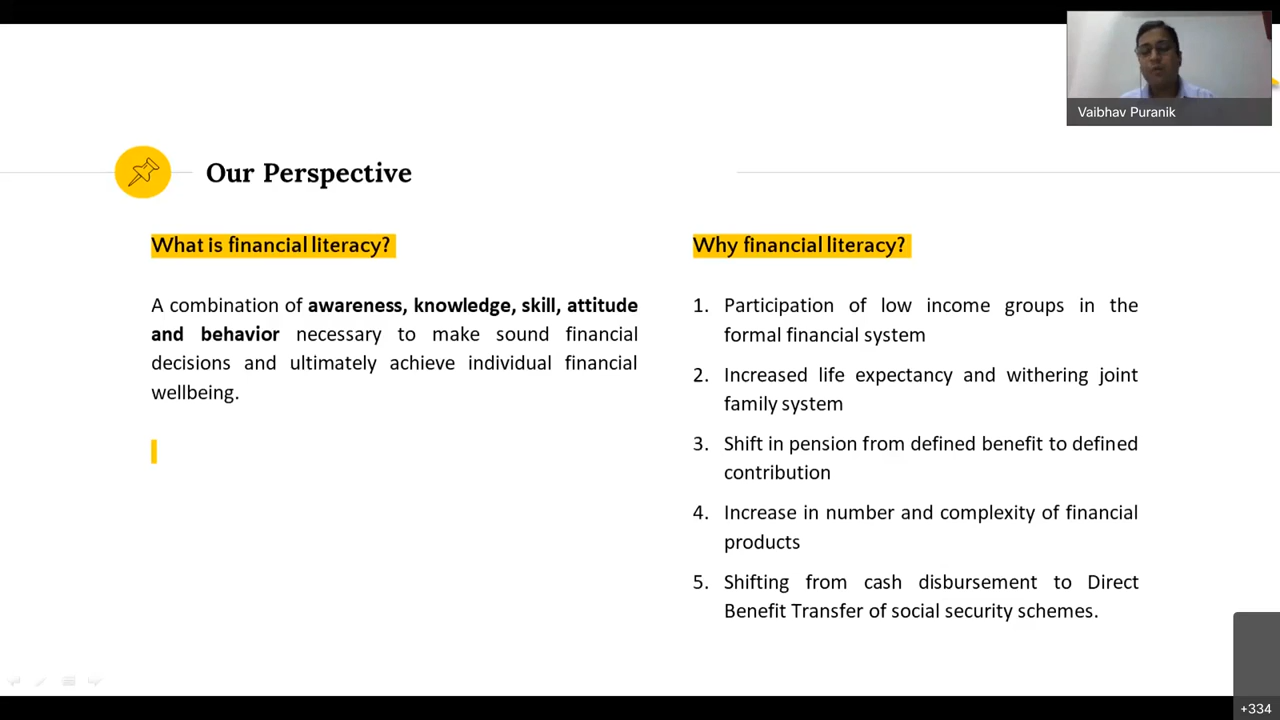 Vaibhav Puranik
Our Perspective
What is financial literacy?
A combination of awareness, knowledge, skill, attitude
and behavior necessary to make sound financial
decisions and ultimately achieve individual financial
wellbeing.
Why financial literacy?
1. Participation of low income groups in the
formal financial system
2. Increased life expectancy and withering joint
family system
3. Shift in pension from defined benefit to defined
contribution
4. Increase in number and complexity of financial
products
5. Shifting from cash disbursement to Direct
Benefit Transfer of social security schemes.
+334